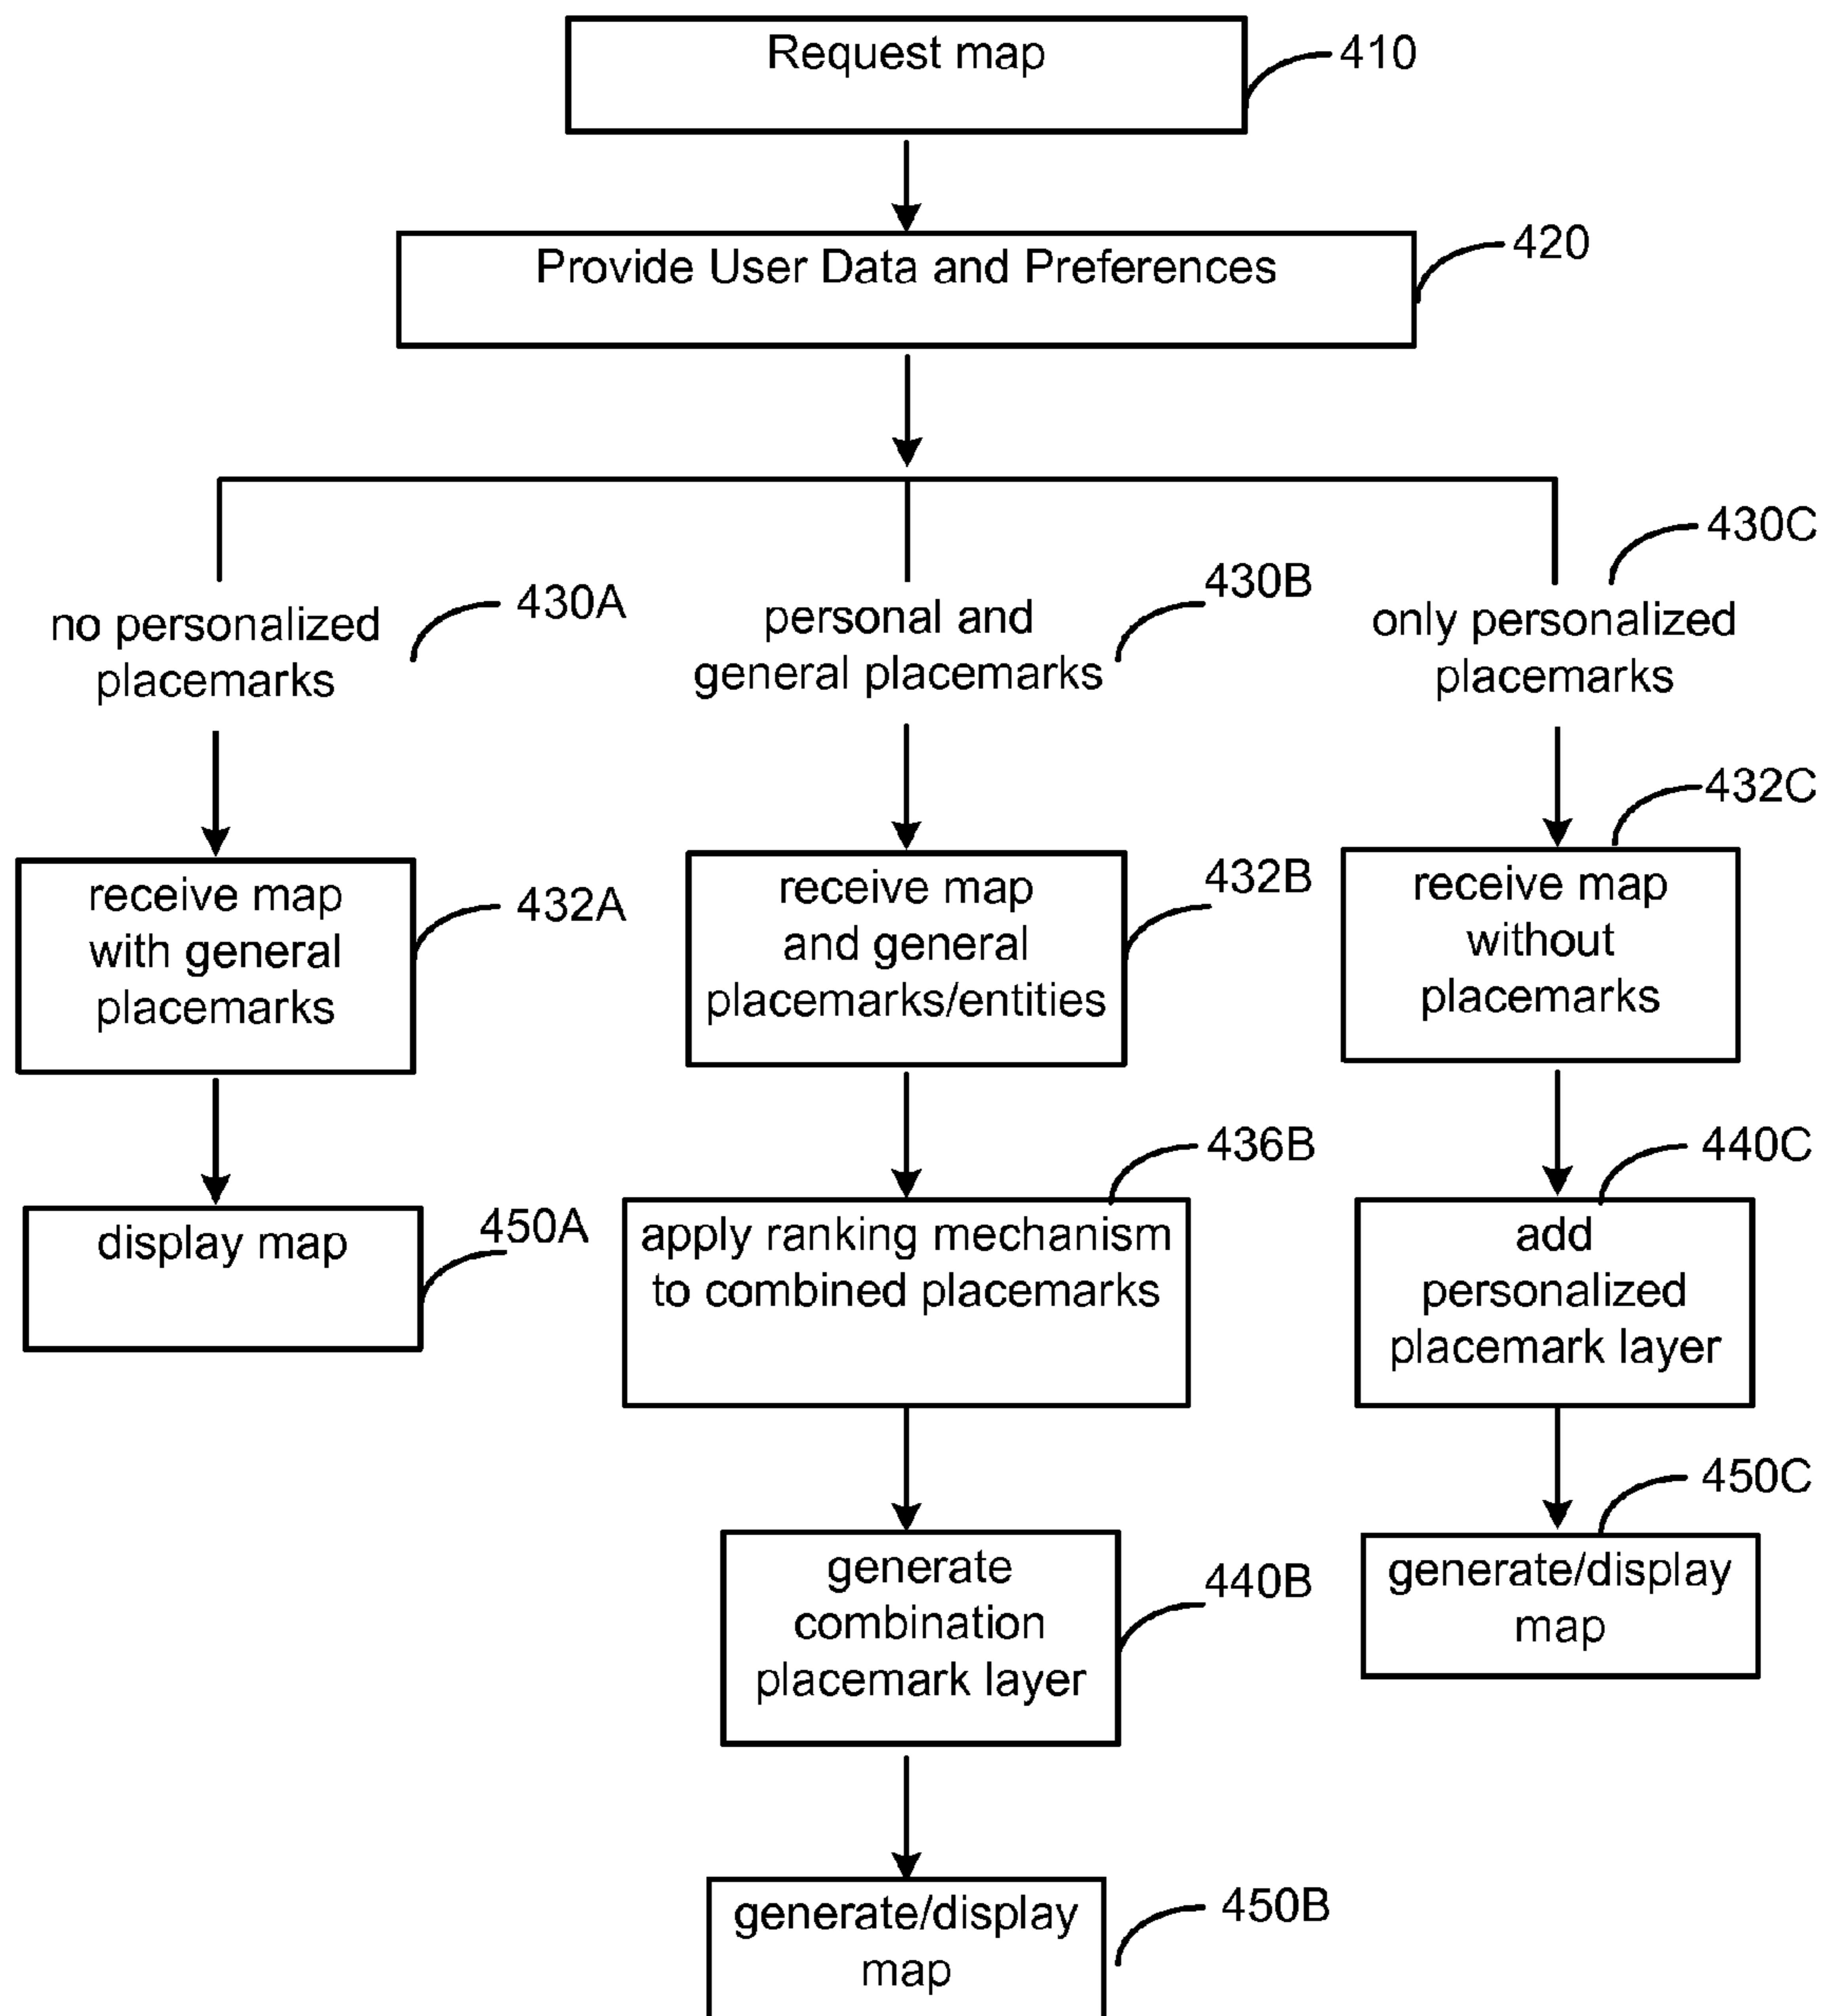 Request map
410
Provide User Data and Preferences
420
no personalized
placemarks
430A
personal and
general placemarks
430B
only personalized
placemarks
430C
receive map
with general
placemarks
432A
receive map
and general
placemarks/entities
432B
receive map
without
placemarks
432C
display map
450A
apply ranking mechanism
to combined placemarks
436B
add
personalized
placemark layer
440C
generate
combination
placemark layer
440B
generate/display
map
450C
generate/display
map
450B